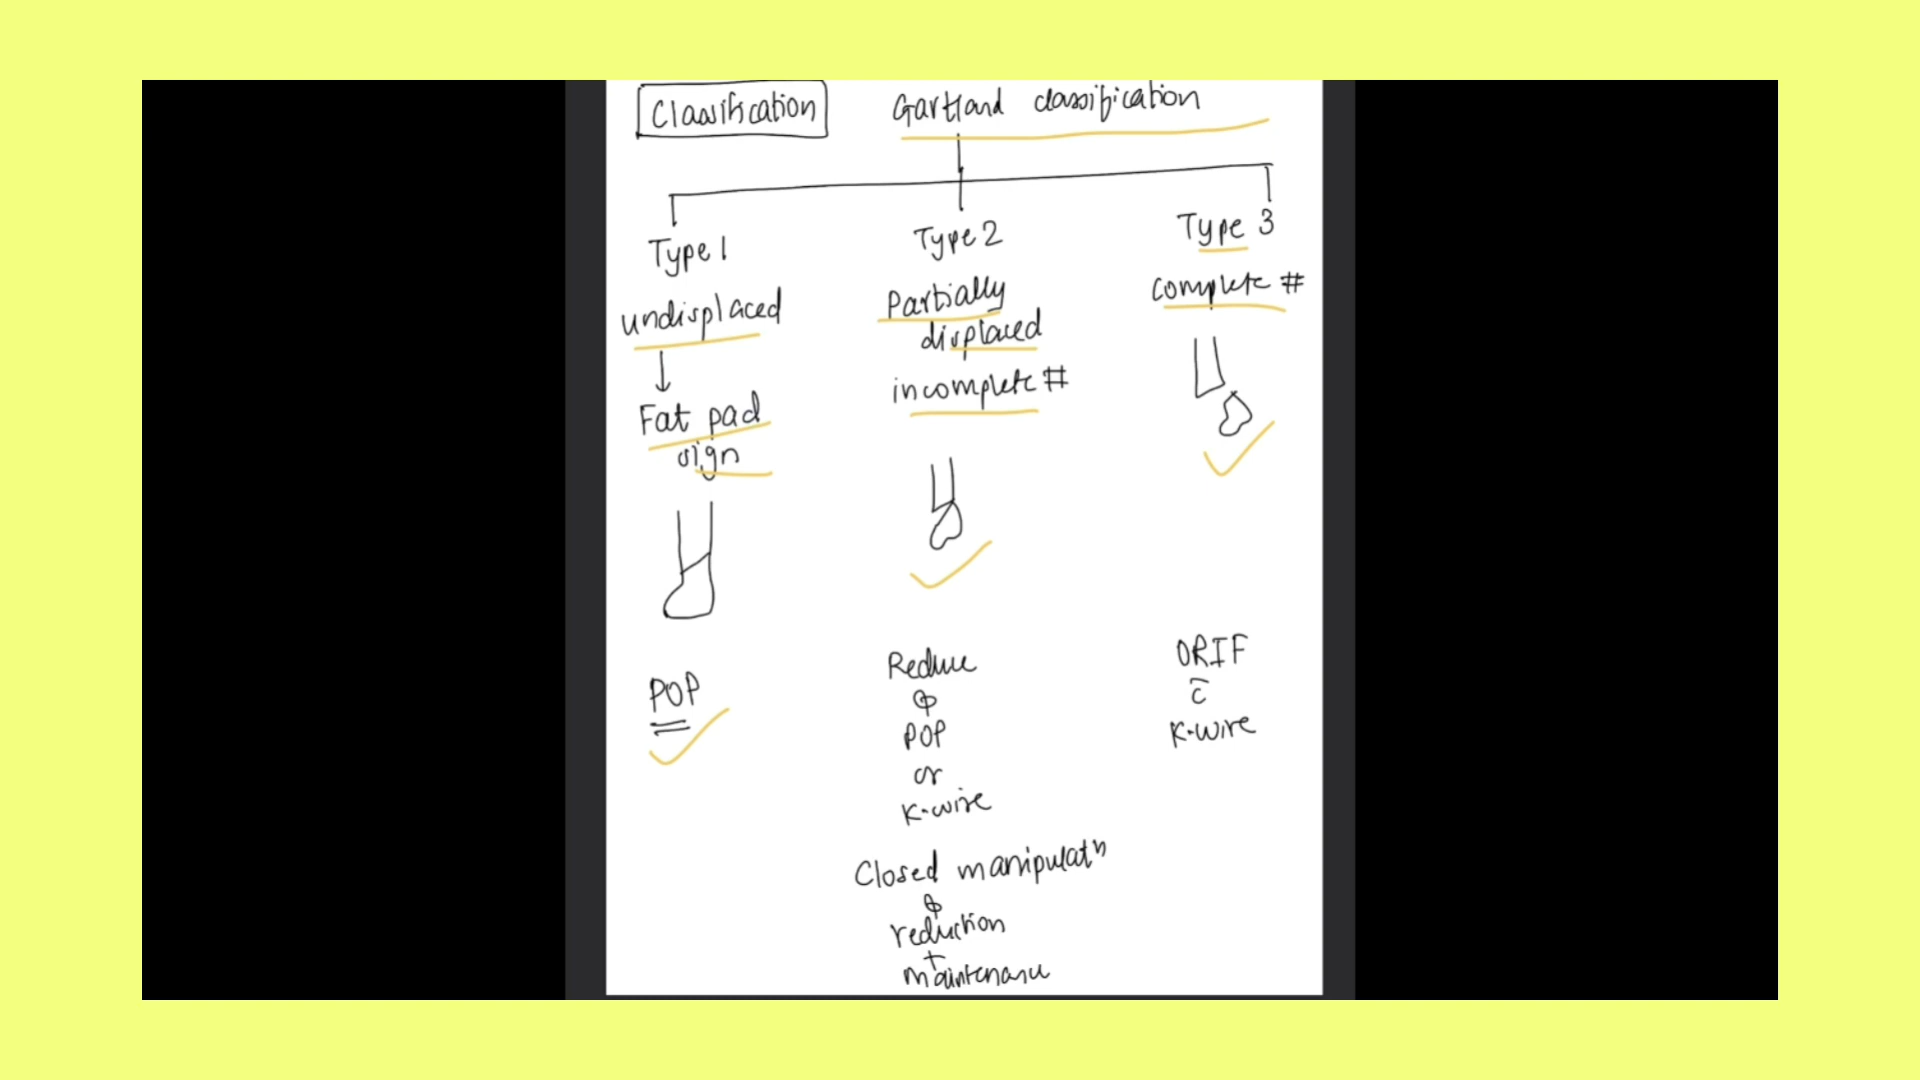 Classification
Gartland classification
Type 1
undisplaced
Fat pad
sign
POP
Type 2
Partially
displaced
incomplete #
Reduce
&
POP
or
K-wire
Closed manipulatn
&
reduction
+
maintenance
Type 3
complete #
ORIF
c̄
K-wire